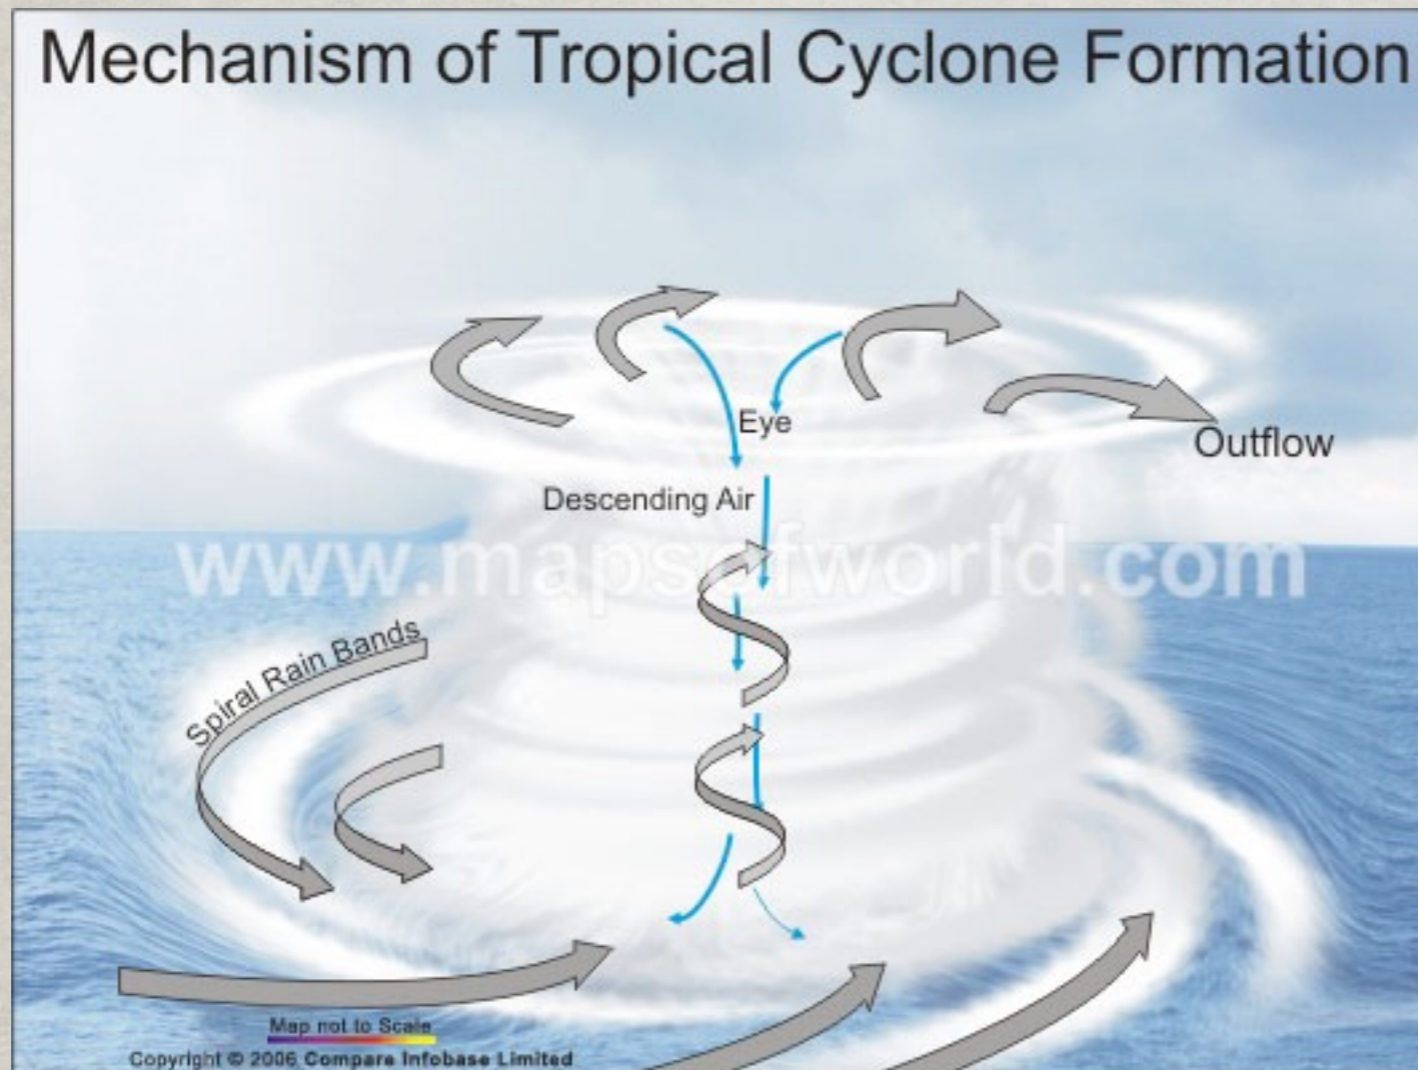 Mechanism of Tropical Cyclone Formation
Eye
Outflow
Descending Air
www.mapsofworld.com
Spiral Rain Bands
Map not to Scale
Copyright © 2006 Compare Infobase Limited